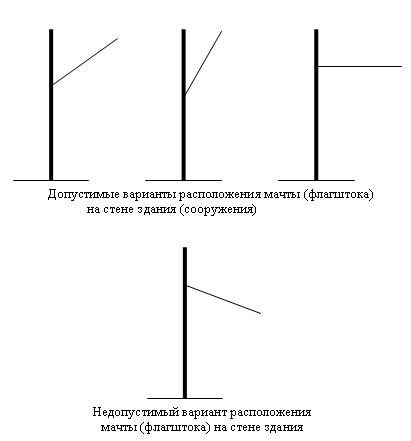 Допустимые варианты расположения мачты (флагштока)
на стене здания (сооружения)
Недопустимый вариант расположения
мачты (флагштока) на стене здания